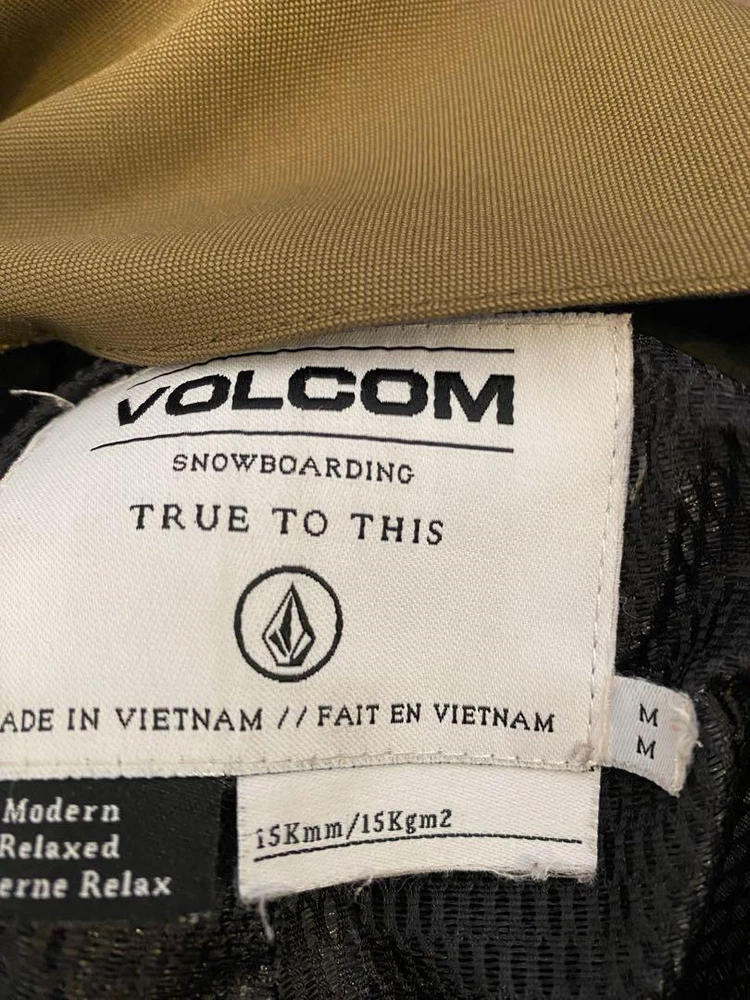 VOLCOM
SNOWBOARDING
TRUE TO THIS
ADE IN VIETNAM // FAIT EN VIETNAM
M
M
15Kmm/15Kgm2
Modern
Relaxed
erne Relax